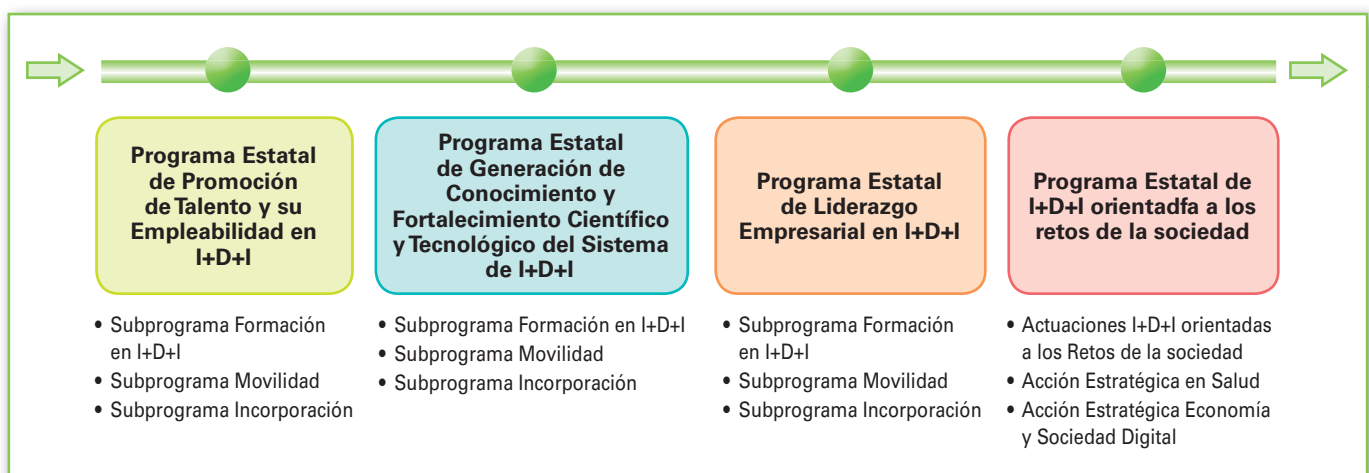 Programa Estatal
de Promoción
de Talento y su
Empleabilidad en
I+D+I
• Subprograma Formación
en I+D+I
• Subprograma Movilidad
• Subprograma Incorporación
Programa Estatal
de Generación de
Conocimiento y
Fortalecimiento Científico
y Tecnológico del Sistema
de I+D+I
• Subprograma Formación en I+D+I
• Subprograma Movilidad
• Subprograma Incorporación
Programa Estatal
de Liderazgo
Empresarial en I+D+I
• Subprograma Formación
en I+D+I
• Subprograma Movilidad
• Subprograma Incorporación
Programa Estatal de
I+D+I orientadfa a los
retos de la sociedad
• Actuaciones I+D+I orientadas
a los Retos de la sociedad
• Acción Estratégica en Salud
• Acción Estratégica Economía
y Sociedad Digital